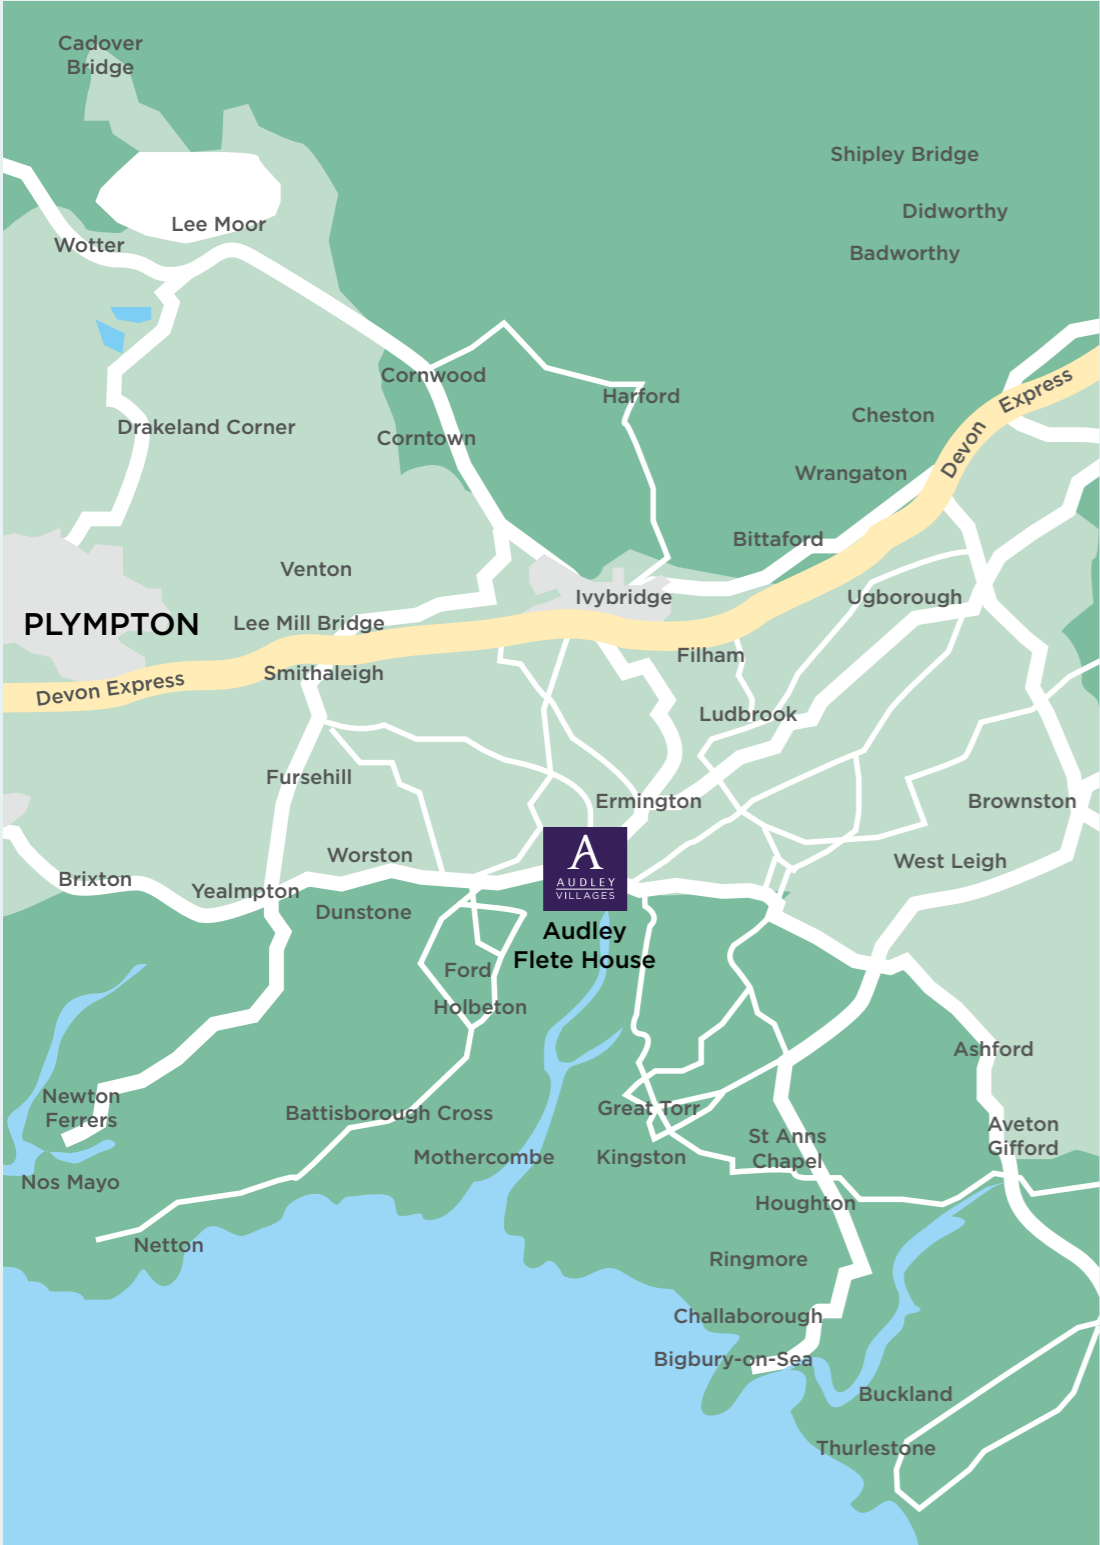 Cadover
Bridge
Shipley Bridge
Didworthy
Lee Moor
Wotter
Badworthy
Cornwood
Express
Harford
Cheston
Drakeland Corner
Corntown
Devon
Wrangaton
Bittaford
Venton
Ivybridge
Ugborough
PLYMPTON
Lee Mill Bridge
Filham
Smithaleigh
Devon Express
Ludbrook
Fursehill
Ermington
Brownston
Worston
West Leigh
A
AUDLEY
VILLAGES
Brixton
Yealmpton
Dunstone
Audley
Flete House
Ford
Holbeton
Ashford
Newton
Ferrers
Battisborough Cross
Great Torr
Aveton
Gifford
St Anns
Chapel
Mothercombe
Kingston
Nos Mayo
Houghton
Netton
Ringmore
Challaborough
Bigbury-on-Sea
Buckland
Thurlestone